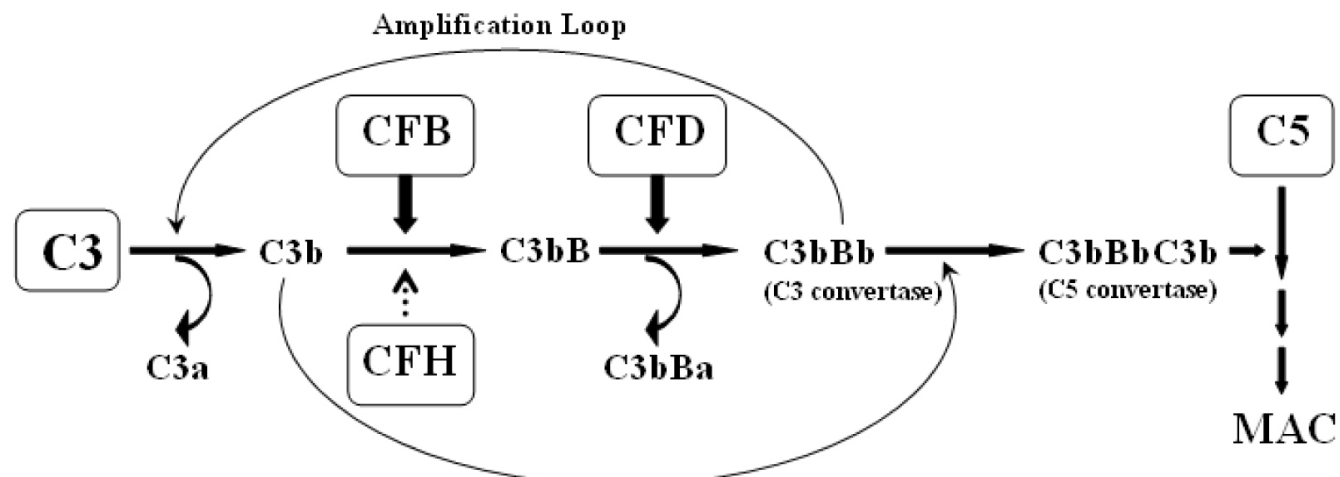 Amplification Loop
CFB
CFD
C5
C3
C3b
C3bB
C3bBb
(C3 convertase)
C3bBbC3b
(C5 convertase)
C3a
CFH
C3bBa
MAC